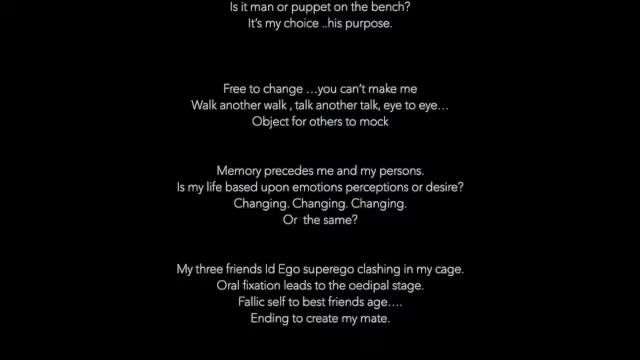 Is it man or puppet on the bench?
It's my choice ..his purpose.
Free to change …you can't make me
Walk another walk , talk another talk, eye to eye…
Object for others to mock
Memory precedes me and my persons.
Is my life based upon emotions perceptions or desire?
Changing. Changing. Changing.
Or the same?
My three friends Id Ego superego clashing in my cage.
Oral fixation leads to the oedipal stage.
Fallic self to best friends age….
Ending to create my mate.